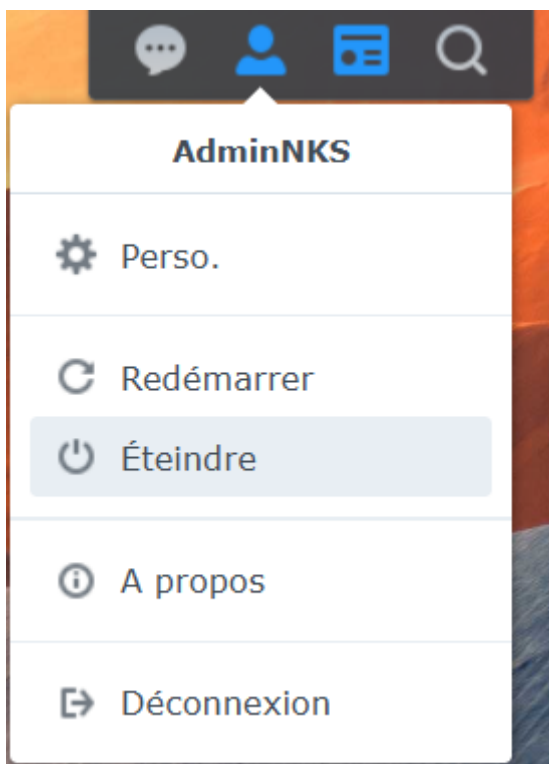 AdminNKS
Perso.
Redémarrer
Éteindre
A propos
Déconnexion